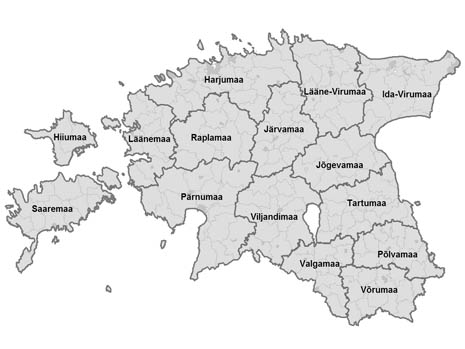 Harjumaa
Lääne-Virumaa
Ida-Virumaa
Hiiumaa
Läänemaa
Raplamaa
Järvamaa
Jõgevamaa
Saaremaa
Pärnumaa
Viljandimaa
Tartumaa
Valgamaa
Põlvamaa
Võrumaa